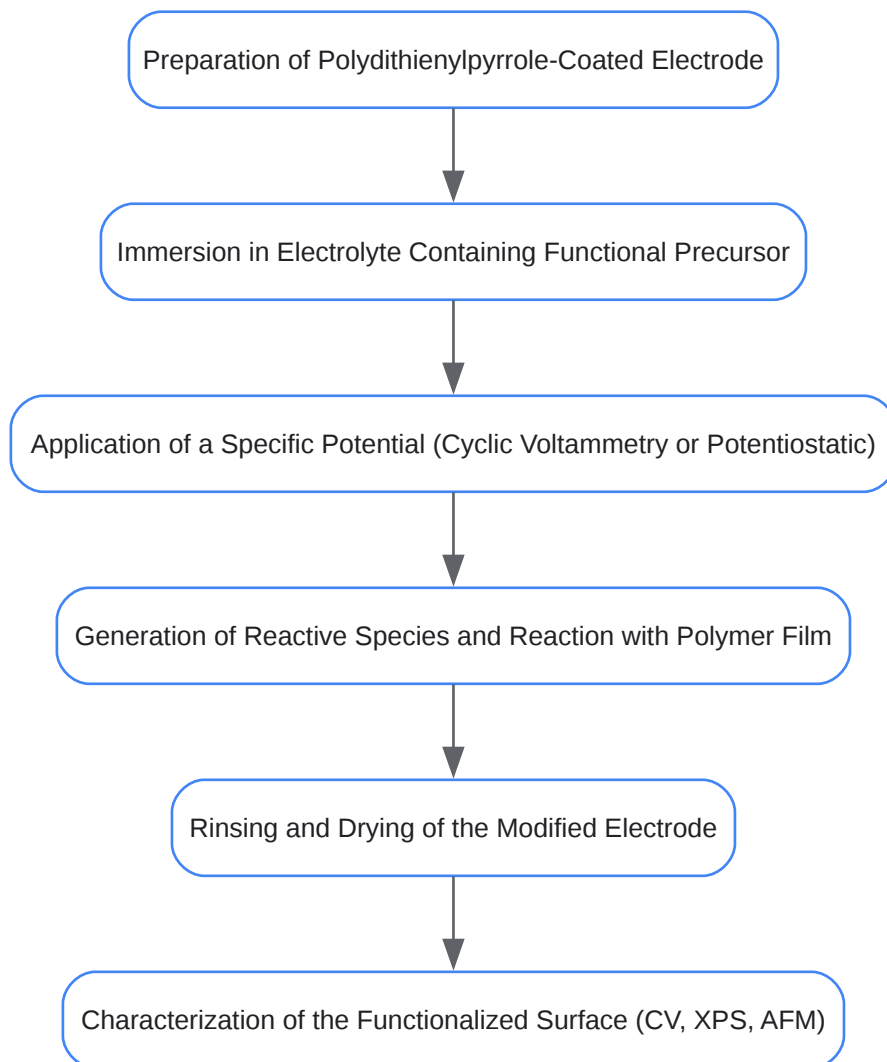 Preparation of Polydithienylpyrrole-Coated Electrode
Immersion in Electrolyte Containing Functional Precursor
Application of a Specific Potential (Cyclic Voltammetry or Potentiostatic)
Generation of Reactive Species and Reaction with Polymer Film
Rinsing and Drying of the Modified Electrode
Characterization of the Functionalized Surface (CV, XPS, AFM)